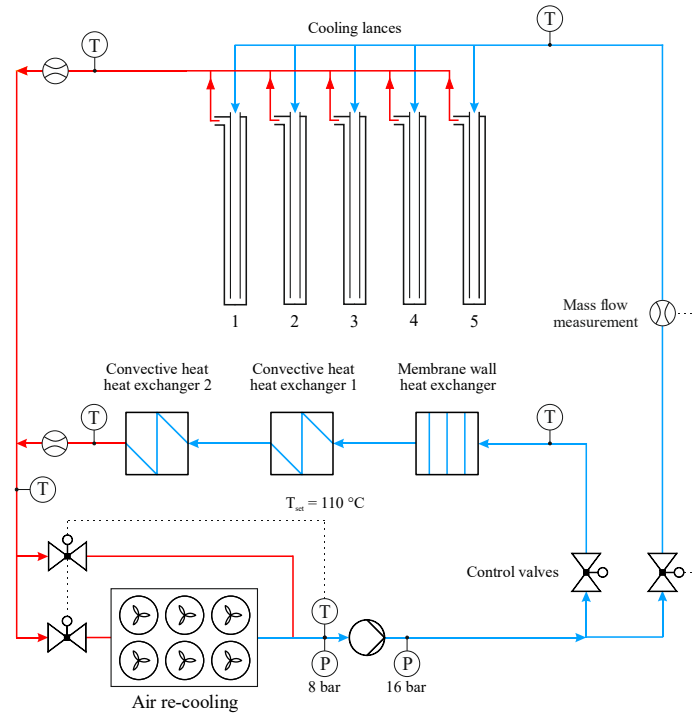 Cooling lances
T
T
1
2
3
4
5
Mass flow
measurement
Convective heat
heat exchanger 2
Convective heat
heat exchanger 1
Membrane wall
heat exchanger
T
T
T
Tset = 110 °C
Control valves
T
P
P
8 bar
16 bar
Air re-cooling